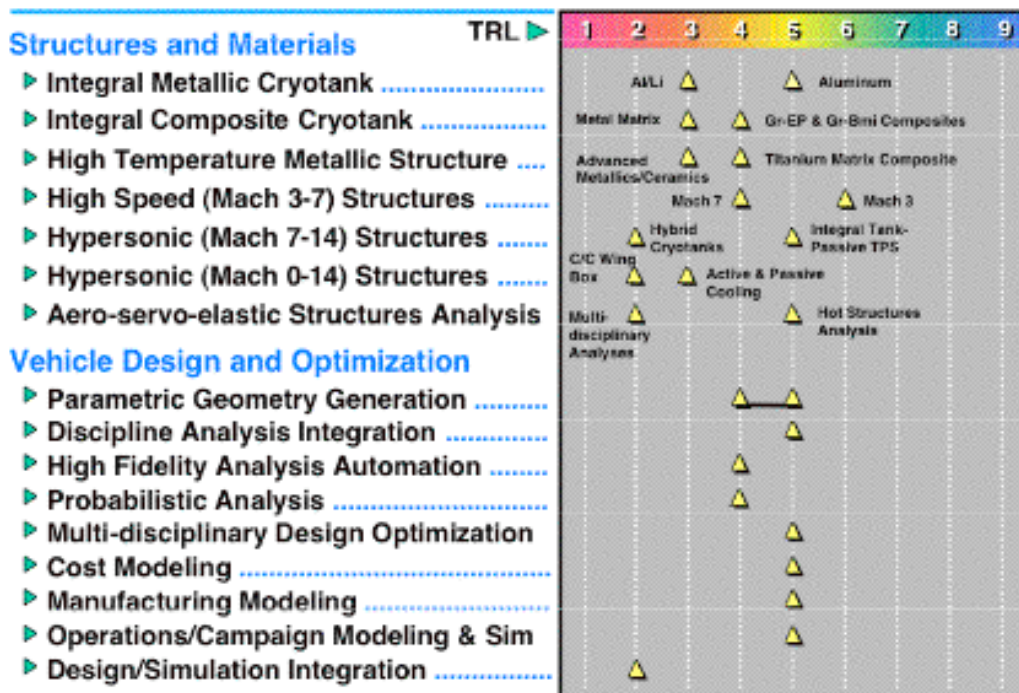 TRL 1 2 3 4 5 6 7 8 9
Structures and Materials
Integral Metallic Cryotank ...................... Al/Li Aluminum
Integral Composite Cryotank ................. Metal Matrix Gr-EP & Gr-Bmi Composites
High Temperature Metallic Structure .... Advanced Metallics/Ceramics Titanium Matrix Composite
High Speed (Mach 3-7) Structures ......... Mach 7 Mach 3
Hypersonic (Mach 7-14) Structures ........ Hybrid Cryotanks Integral Tank-Passive TPS
Hypersonic (Mach 0-14) Structures ........ C/C Wing Box Active & Passive Cooling
Aero-servo-elastic Structures Analysis Multi-disciplinary Analyses Hot Structures Analysis
Vehicle Design and Optimization
Parametric Geometry Generation ..........
Discipline Analysis Integration ..............
High Fidelity Analysis Automation ........
Probabilistic Analysis .............................
Multi-disciplinary Design Optimization
Cost Modeling .........................................
Manufacturing Modeling ........................
Operations/Campaign Modeling & Sim
Design/Simulation Integration ................